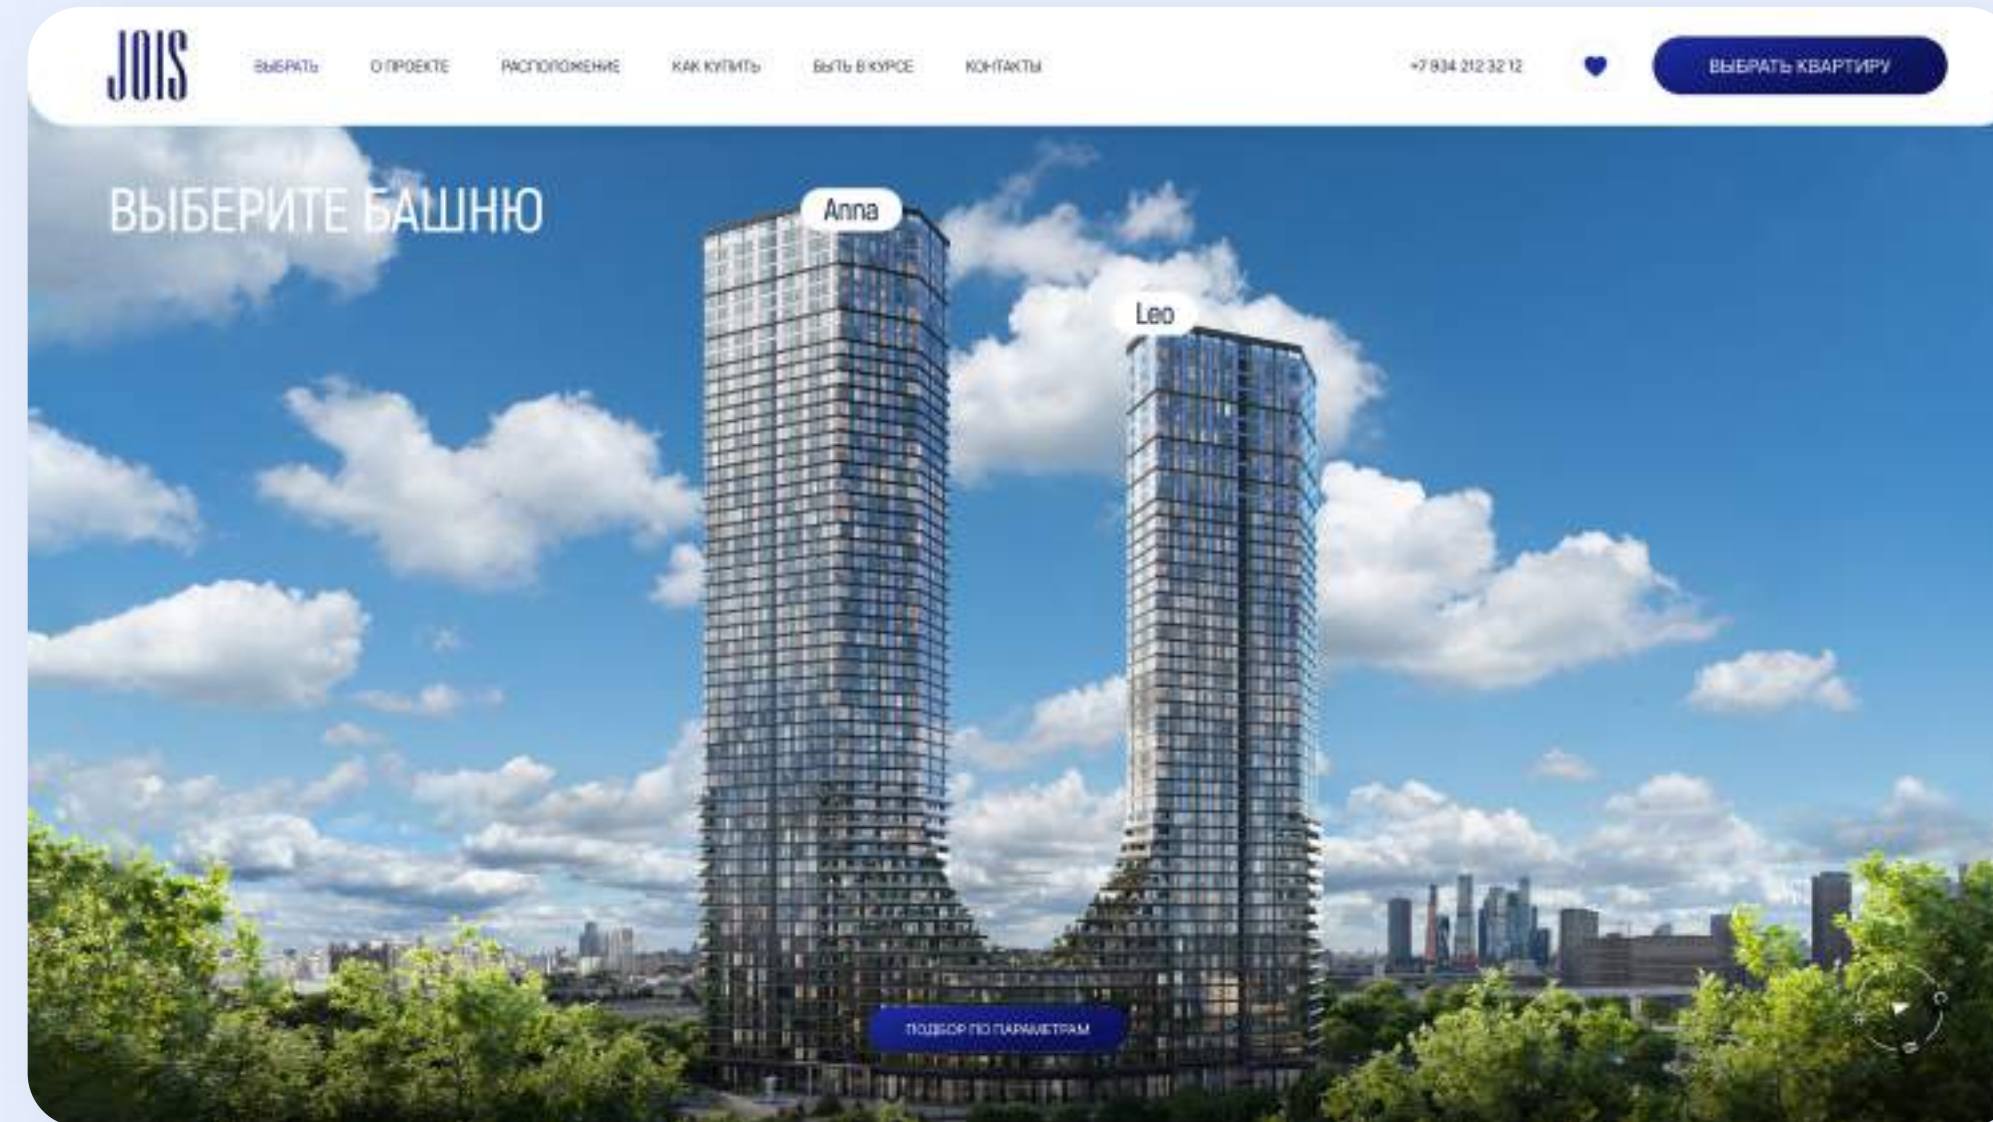 JOIS
ВЫБРАТЬ
О ПРОЕКТЕ
РАСПОЛОЖЕНИЕ
КАК КУПИТЬ
БЫТЬ В КУРСЕ
КОНТАКТЫ
+7 934 212 32 12
ВЫБРАТЬ КВАРТИРУ
ВЫБЕРИТЕ БАШНЮ
Anna
Leo
ПОДБОР ПО ПАРАМЕТРАМ